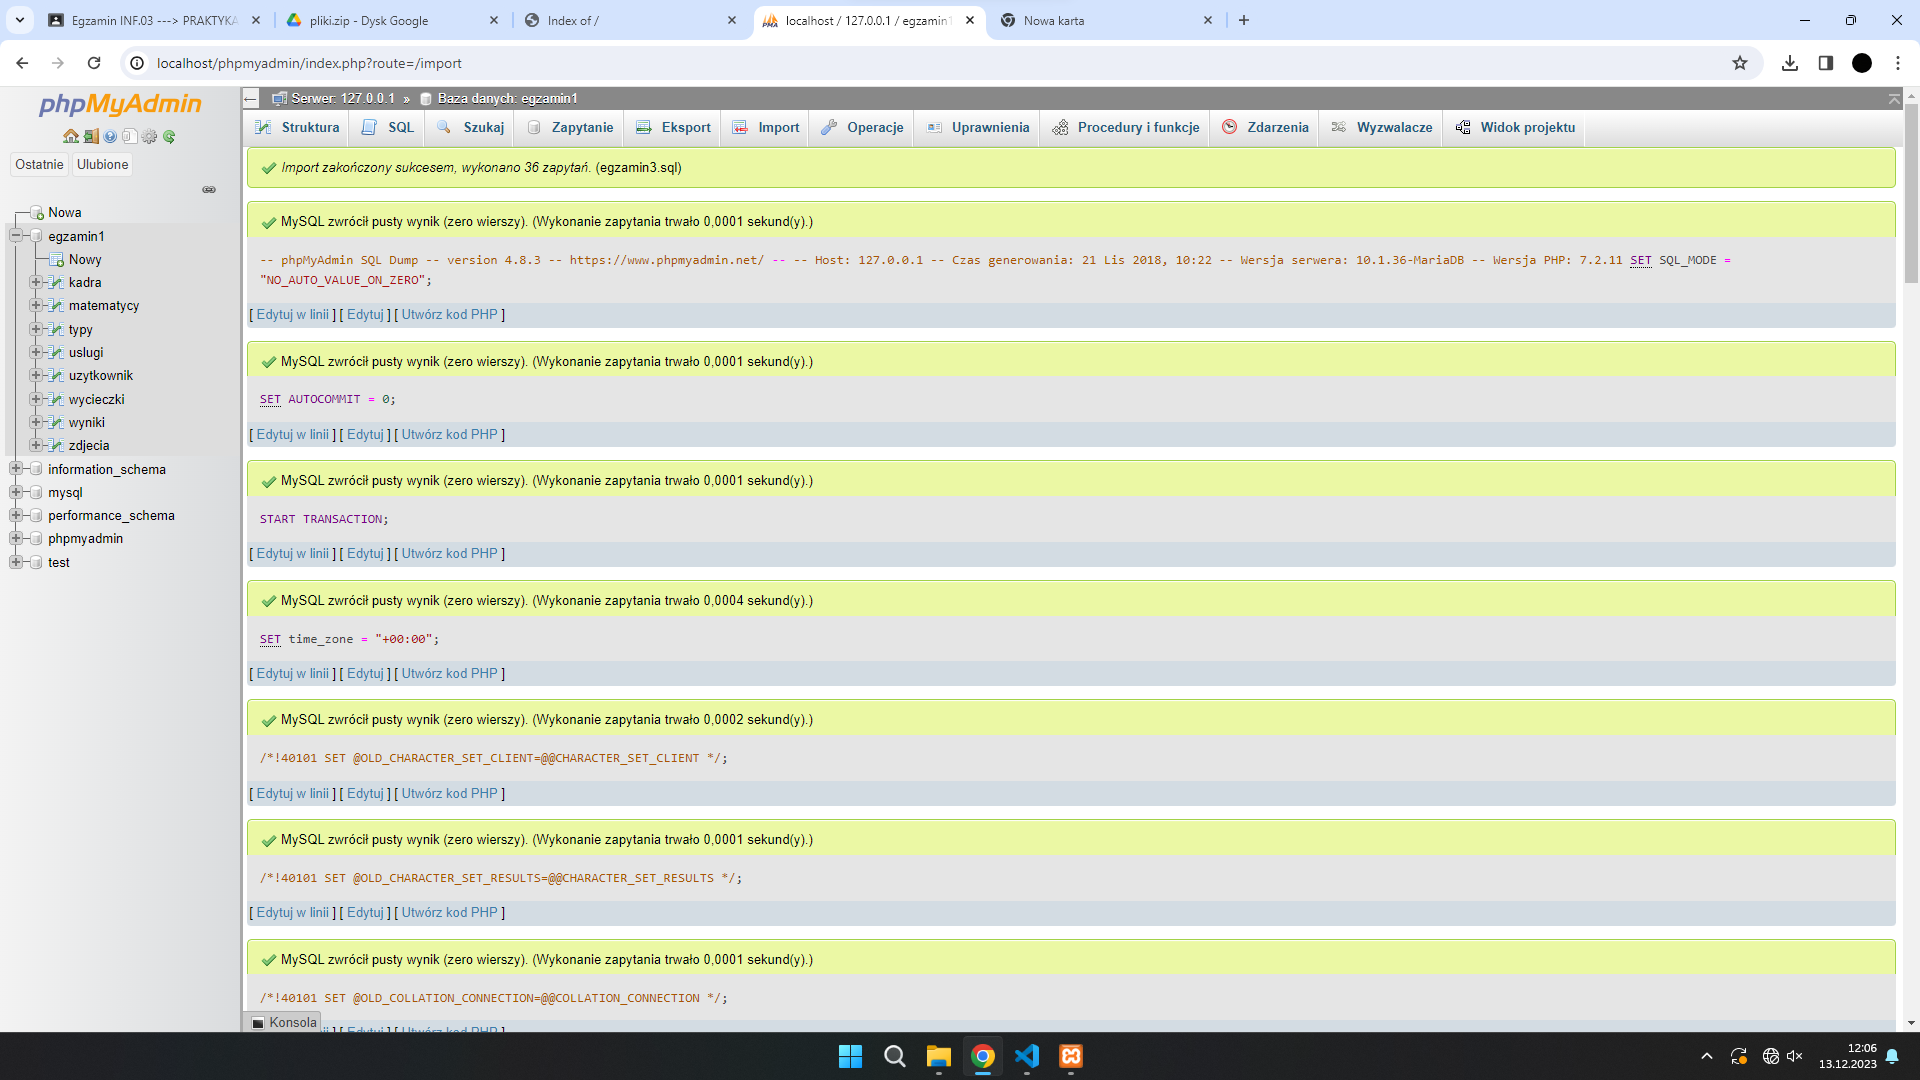 Egzamin INF.03 ---> PRAKTYKA
pliki.zip - Dysk Google
Index of /
localhost / 127.0.0.1 / egzamin1
Nowa karta
localhost/phpmyadmin/index.php?route=/import
phpMyAdmin
Ostatnie
Ulubione
Nowa
egzamin1
Nowy
kadra
matematycy
typy
uslugi
uzytkownik
wycieczki
wyniki
zdjecia
information_schema
mysql
performance_schema
phpmyadmin
test
Serwer: 127.0.0.1 » Baza danych: egzamin1
Struktura SQL Szukaj Zapytanie Eksport Import Operacje Uprawnienia Procedury i funkcje Zdarzenia Wyzwalacze Widok projektu
Import zakończony sukcesem, wykonano 36 zapytań. (egzamin3.sql)
MySQL zwrócił pusty wynik (zero wierszy). (Wykonanie zapytania trwało 0,0001 sekund(y).)
-- phpMyAdmin SQL Dump -- version 4.8.3 -- https://www.phpmyadmin.net/ -- -- Host: 127.0.0.1 -- Czas generowania: 21 Lis 2018, 10:22 -- Wersja serwera: 10.1.36-MariaDB -- Wersja PHP: 7.2.11 SET SQL_MODE =
"NO_AUTO_VALUE_ON_ZERO";
[ Edytuj w linii ] [ Edytuj ] [ Utwórz kod PHP ]
MySQL zwrócił pusty wynik (zero wierszy). (Wykonanie zapytania trwało 0,0001 sekund(y).)
SET AUTOCOMMIT = 0;
[ Edytuj w linii ] [ Edytuj ] [ Utwórz kod PHP ]
MySQL zwrócił pusty wynik (zero wierszy). (Wykonanie zapytania trwało 0,0001 sekund(y).)
START TRANSACTION;
[ Edytuj w linii ] [ Edytuj ] [ Utwórz kod PHP ]
MySQL zwrócił pusty wynik (zero wierszy). (Wykonanie zapytania trwało 0,0004 sekund(y).)
SET time_zone = "+00:00";
[ Edytuj w linii ] [ Edytuj ] [ Utwórz kod PHP ]
MySQL zwrócił pusty wynik (zero wierszy). (Wykonanie zapytania trwało 0,0002 sekund(y).)
/*!40101 SET @OLD_CHARACTER_SET_CLIENT=@@CHARACTER_SET_CLIENT */;
[ Edytuj w linii ] [ Edytuj ] [ Utwórz kod PHP ]
MySQL zwrócił pusty wynik (zero wierszy). (Wykonanie zapytania trwało 0,0001 sekund(y).)
/*!40101 SET @OLD_CHARACTER_SET_RESULTS=@@CHARACTER_SET_RESULTS */;
[ Edytuj w linii ] [ Edytuj ] [ Utwórz kod PHP ]
MySQL zwrócił pusty wynik (zero wierszy). (Wykonanie zapytania trwało 0,0001 sekund(y).)
/*!40101 SET @OLD_COLLATION_CONNECTION=@@COLLATION_CONNECTION */;
Konsola
ii ] [ Edytuj ] [ Utwórz kod PHP ]
12:06
13.12.2023